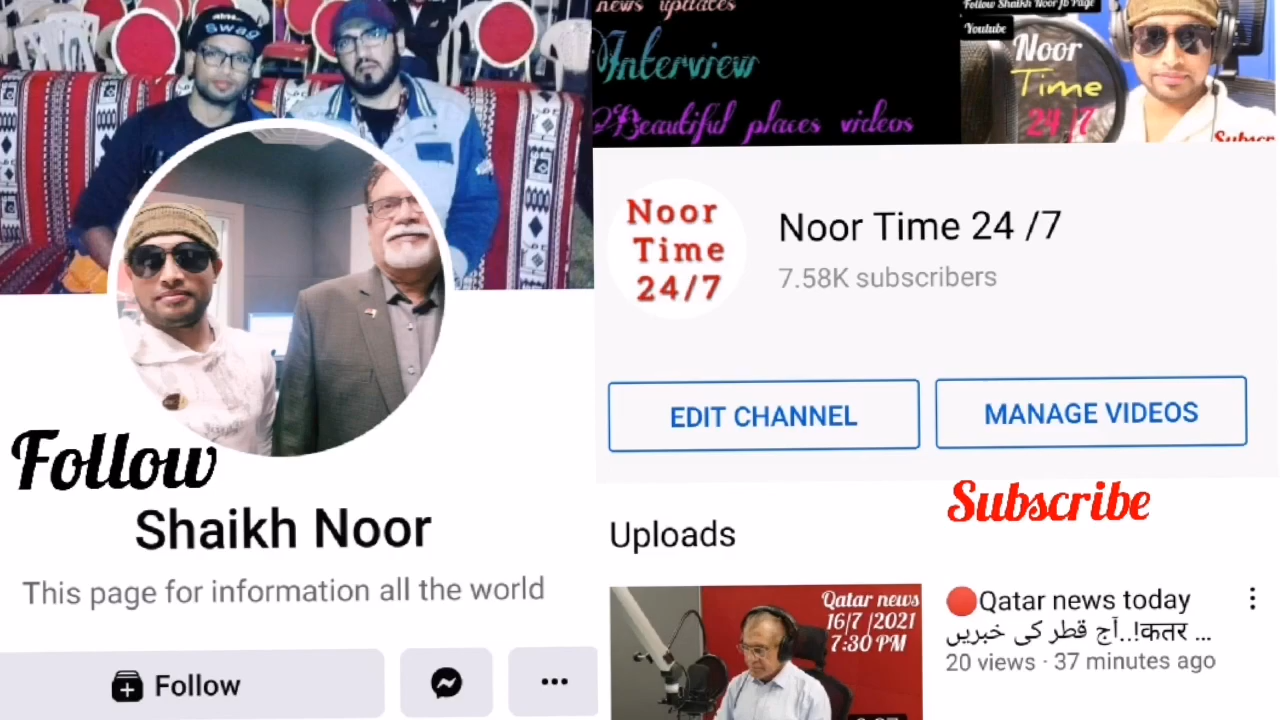 Swag
Follow
Shaikh Noor
This page for information all the world
Follow
news updates
Interview
Beautiful places videos
Follow Shaikh Noor fb Page
Youtube
Noor
Time
24/7
Noor
Time
24/7
Noor Time 24 /7
7.58K subscribers
EDIT CHANNEL
MANAGE VIDEOS
Subscribe
Uploads
Qatar news
16/7 /2021
7:30 PM
🔴Qatar news today
آج قطر کی خبریں..!कतर ...
20 views · 37 minutes ago